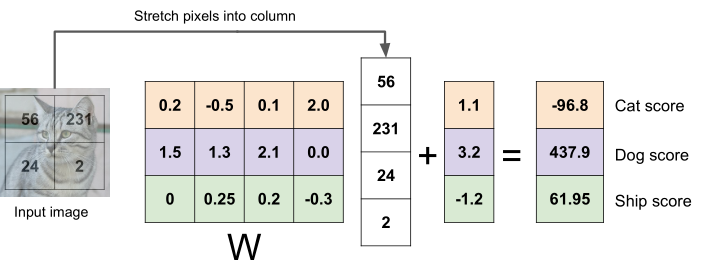 Stretch pixels into column
56 231
24 2
Input image
0.2 -0.5 0.1 2.0
1.5 1.3 2.1 0.0
0 0.25 0.2 -0.3
W
56
231
24
2
+
1.1
3.2
-1.2
=
-96.8 Cat score
437.9 Dog score
61.95 Ship score